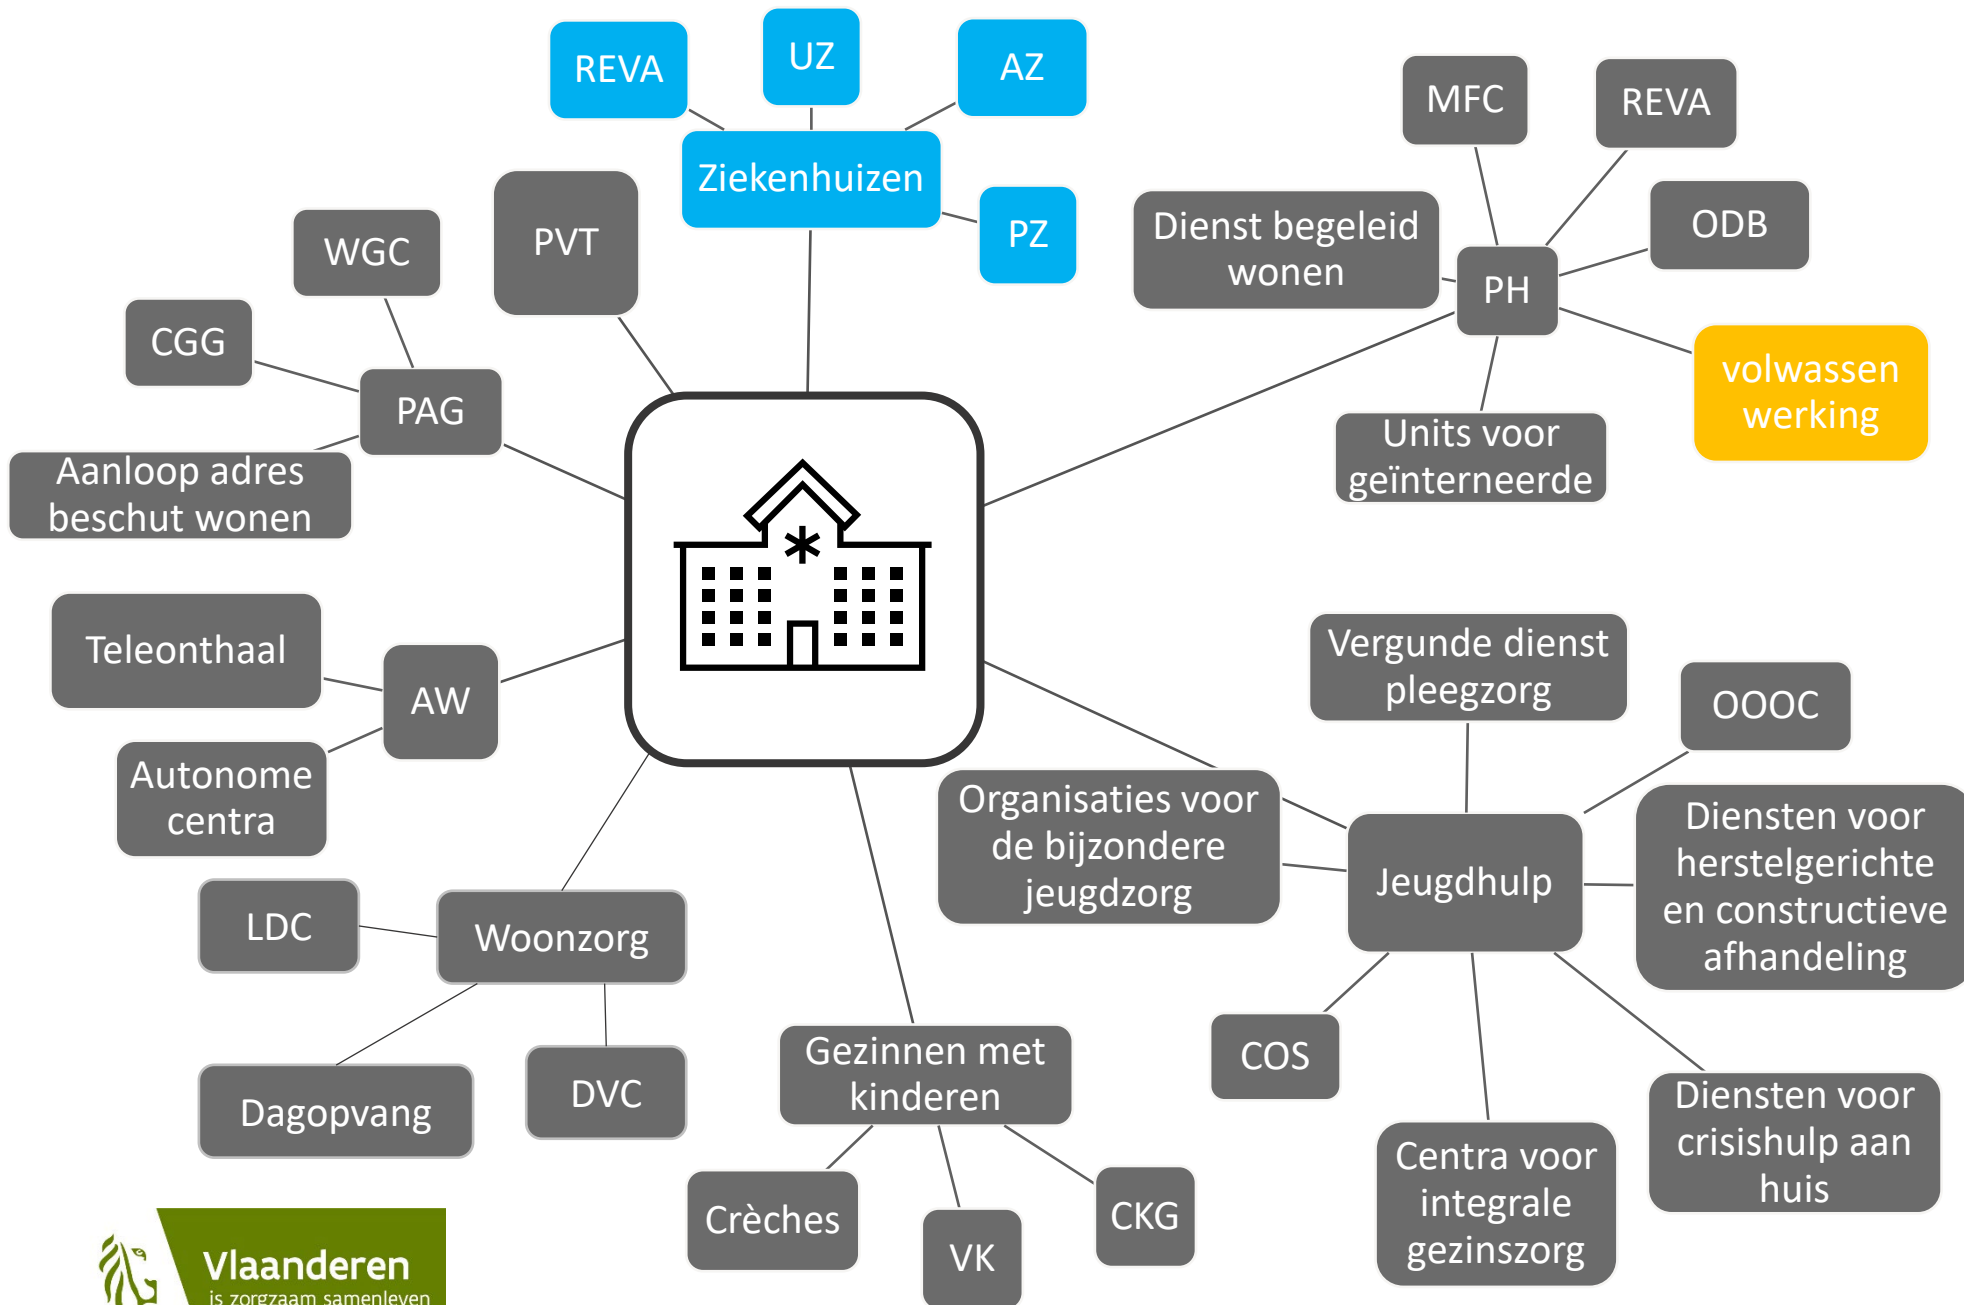 REVA
UZ
AZ
Ziekenhuizen
PZ
MFC
REVA
Dienst begeleid
wonen
ODB
PH
volwassen
werking
Units voor
geïnterneerde
PVT
WGC
CGG
PAG
Aanloop adres
beschut wonen
Teleonthaal
AW
Autonome
centra
LDC
Woonzorg
Dagopvang
DVC
Gezinnen met
kinderen
Crèches
VK
CKG
Vergunde dienst
pleegzorg
OOOC
Organisaties voor
de bijzondere
jeugdzorg
Jeugdhulp
Diensten voor
herstelgerichte
en constructieve
afhandeling
COS
Centra voor
integrale
gezinszorg
Diensten voor
crisishulp aan
huis
Vlaanderen
is zorgzaam samenleven